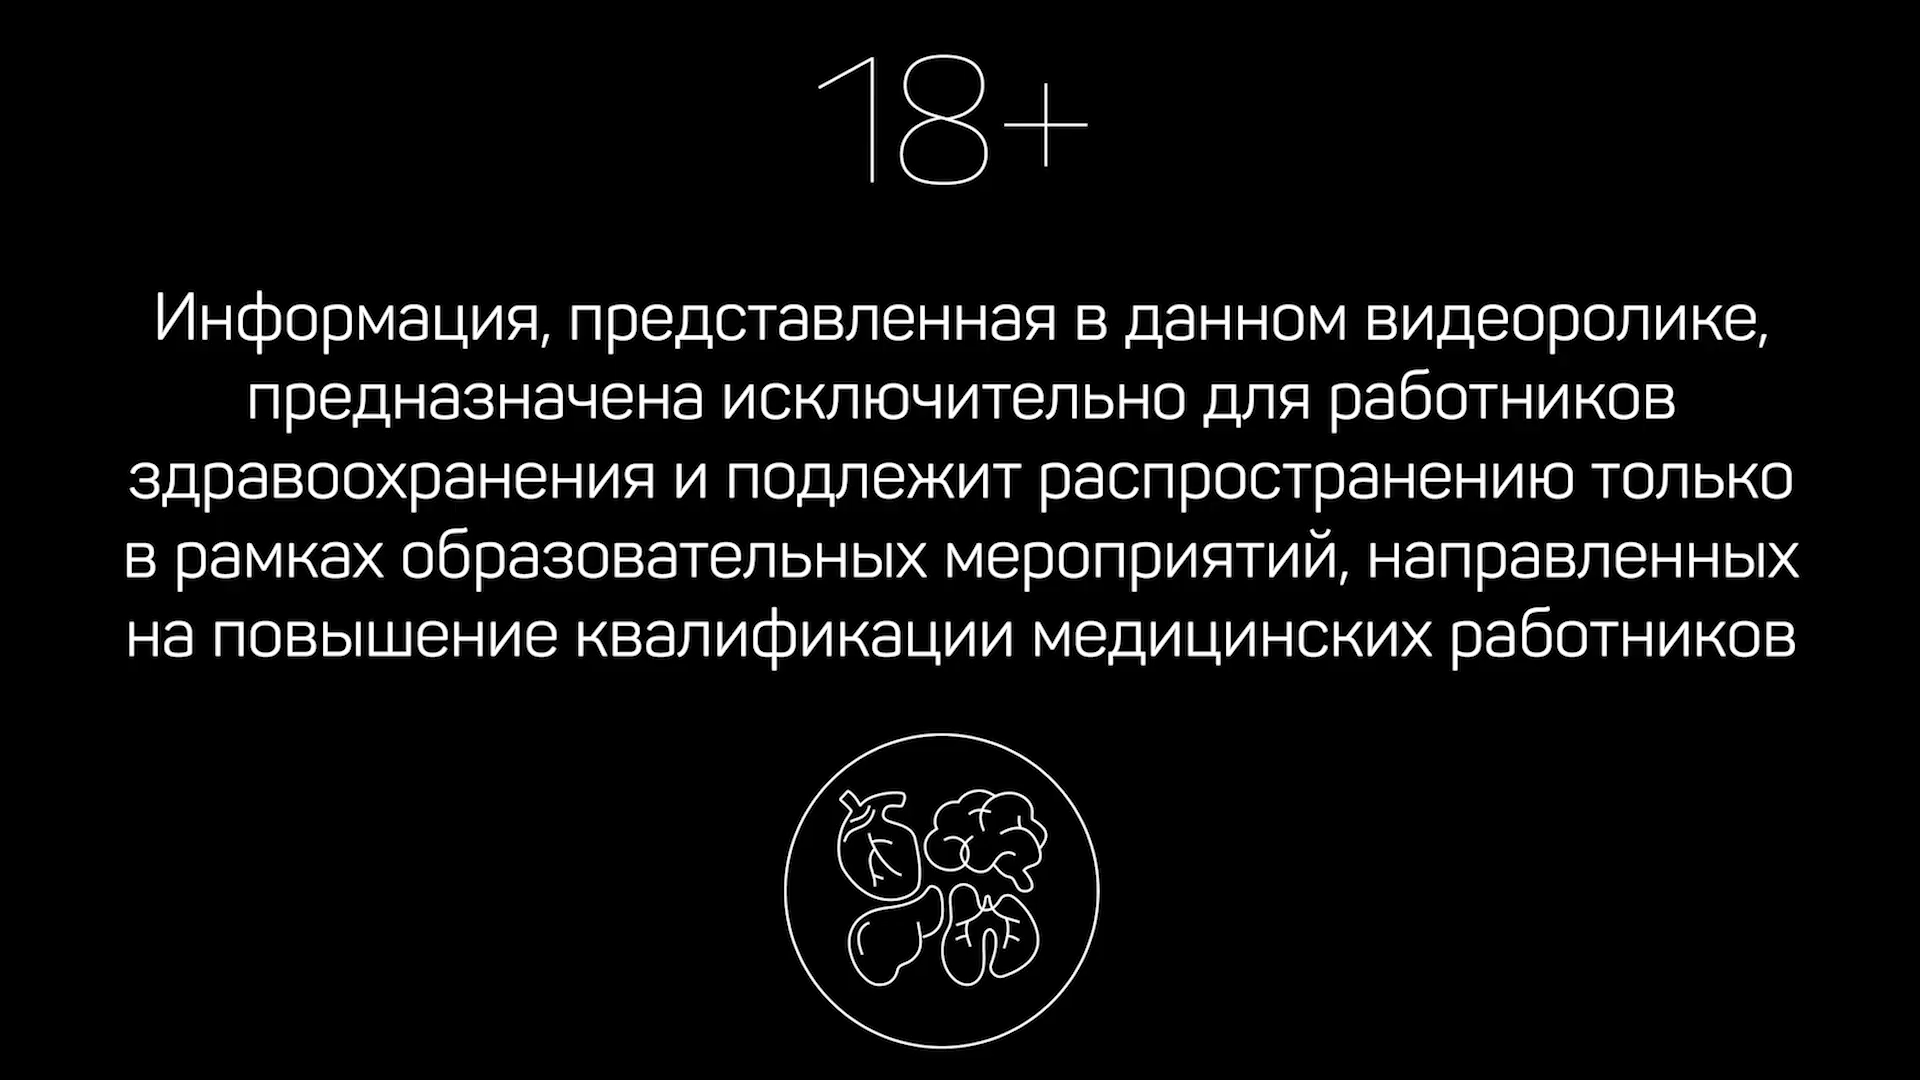 18+
Информация, представленная в данном видеоролике,
предназначена исключительно для работников
здравоохранения и подлежит распространению только
в рамках образовательных мероприятий, направленных
на повышение квалификации медицинских работников